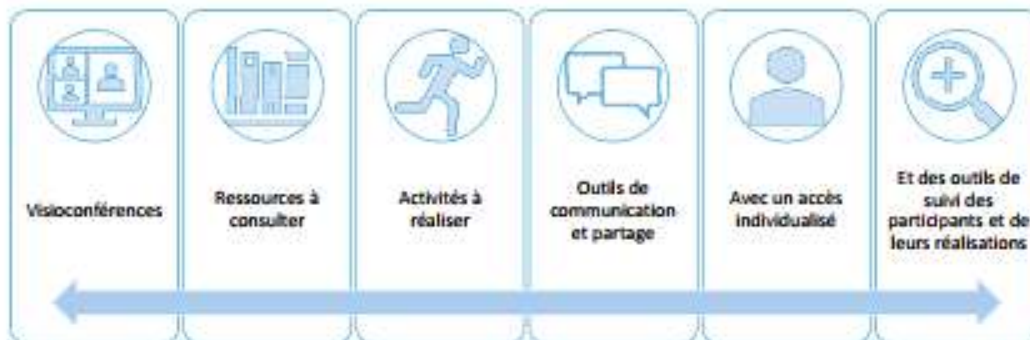 Visioconférences
Ressources à
consulter
Activités à
réaliser
Outils de
communication
et partage
Avec un accès
individualisé
Et des outils de
suivi des
participants et de
leurs réalisations